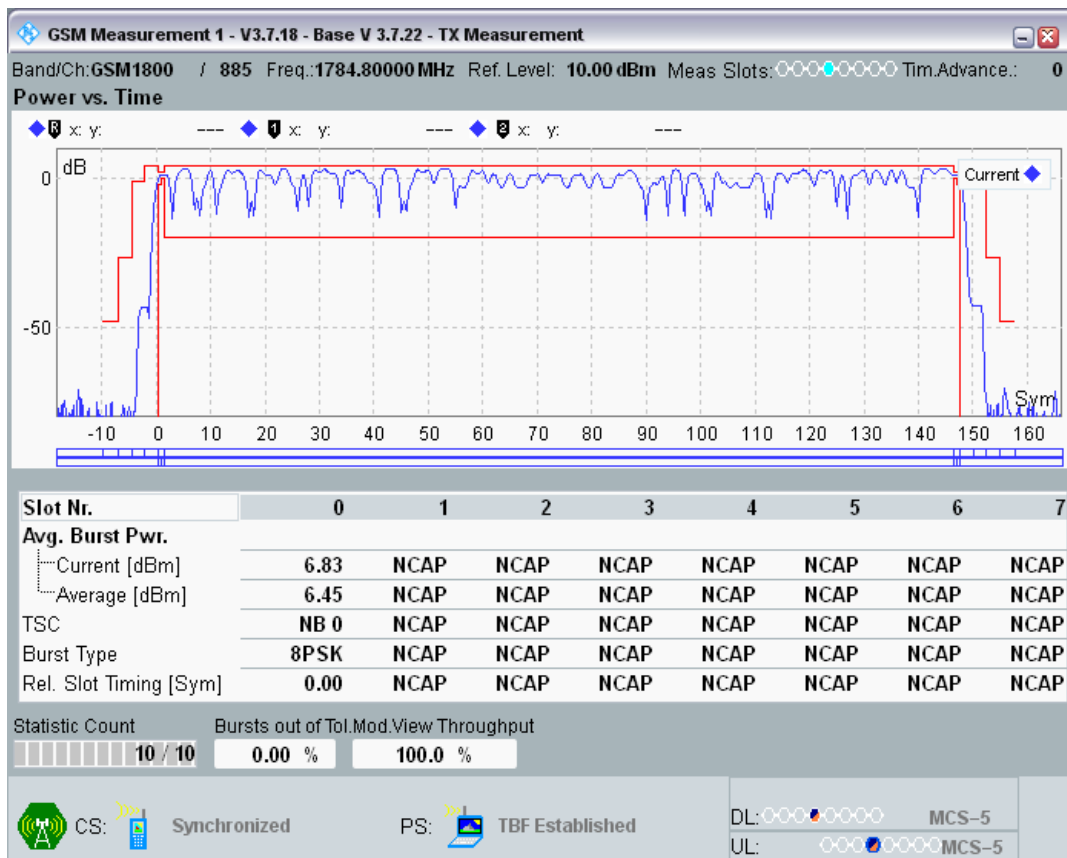 GSM Measurement 1 - V3.7.18 - Base V 3.7.22 - TX Measurement
Band/Ch:GSM1800 / 885 Freq.:1784.80000 MHz Ref. Level: 10.00 dBm Meas Slots: Tim.Advance.: 0
Power vs. Time
R x: y: --- 1 x: y: --- 2 x: y: ---
dB
Current
0
-50
Sym
-10 0 10 20 30 40 50 60 70 80 90 100 110 120 130 140 150 160
Slot Nr. 0 1 2 3 4 5 6 7
Avg. Burst Pwr.
Current [dBm] 6.83 NCAP NCAP NCAP NCAP NCAP NCAP NCAP
Average [dBm] 6.45 NCAP NCAP NCAP NCAP NCAP NCAP NCAP
TSC NB 0 NCAP NCAP NCAP NCAP NCAP NCAP NCAP
Burst Type 8PSK NCAP NCAP NCAP NCAP NCAP NCAP NCAP
Rel. Slot Timing [Sym] 0.00 NCAP NCAP NCAP NCAP NCAP NCAP NCAP
Statistic Count Bursts out of Tol.Mod.View Throughput
10 / 10 0.00 % 100.0 %
CS: Synchronized PS: TBF Established
DL: MCS-5
UL: MCS-5